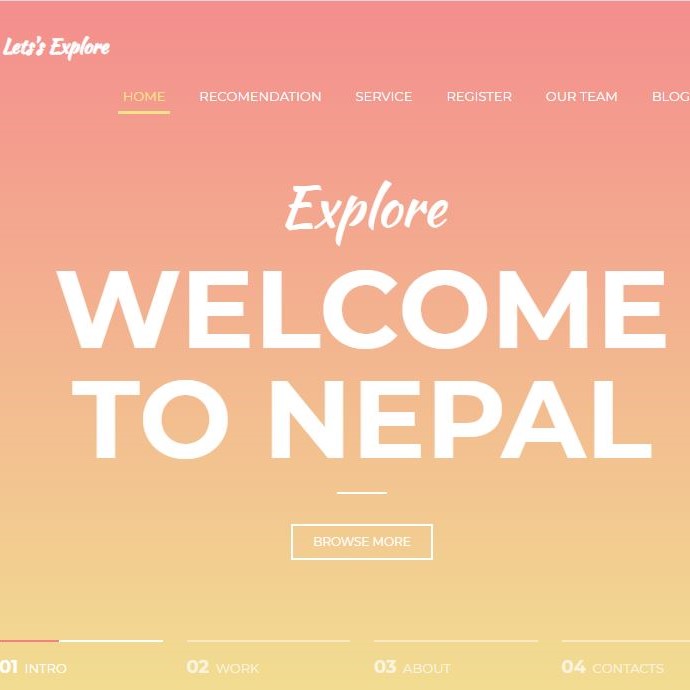 Lets's Explore
HOME RECOMENDATION SERVICE REGISTER OUR TEAM BLOG
Explore
WELCOME
TO NEPAL
BROWSE MORE
01 INTRO 02 WORK 03 ABOUT 04 CONTACTS